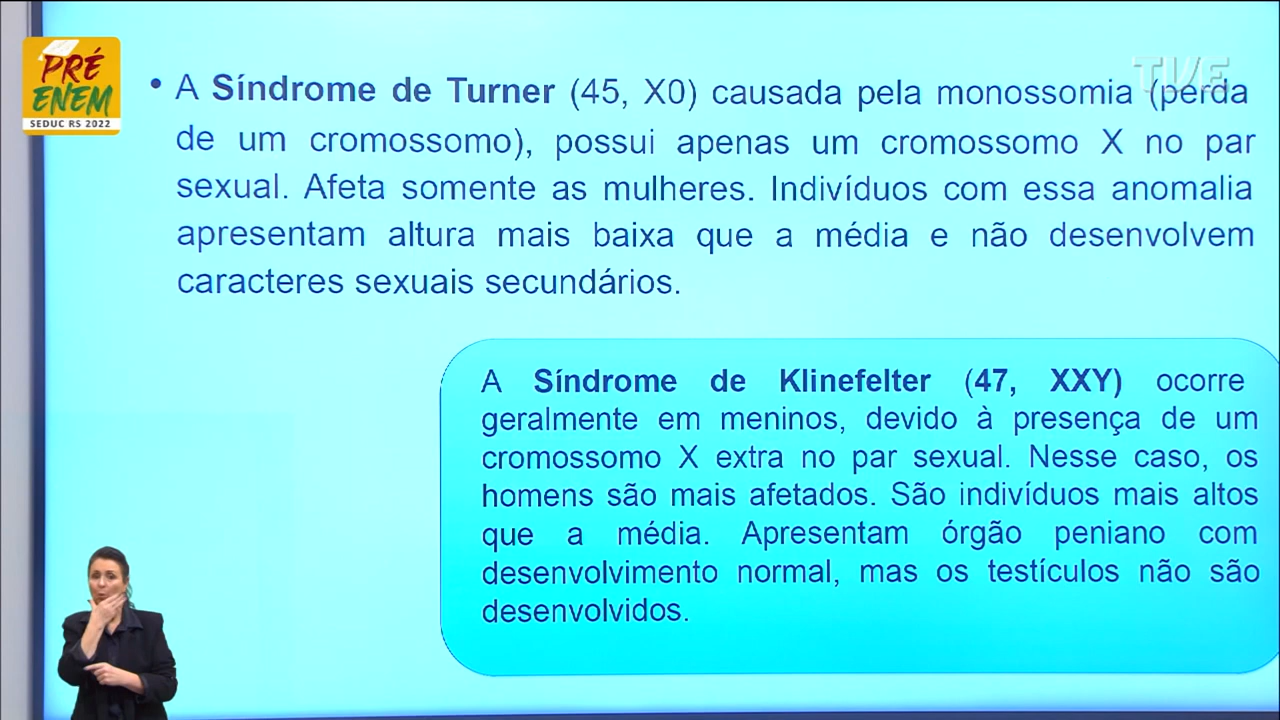 PRÉ
ENEM
SEDUC RS 2022
TVE
• A Síndrome de Turner (45, X0) causada pela monossomia (perda
de um cromossomo), possui apenas um cromossomo X no par
sexual. Afeta somente as mulheres. Indivíduos com essa anomalia
apresentam altura mais baixa que a média e não desenvolvem
caracteres sexuais secundários.
A Síndrome de Klinefelter (47, XXY) ocorre
geralmente em meninos, devido à presença de um
cromossomo X extra no par sexual. Nesse caso, os
homens são mais afetados. São indivíduos mais altos
que a média. Apresentam órgão peniano com
desenvolvimento normal, mas os testículos não são
desenvolvidos.